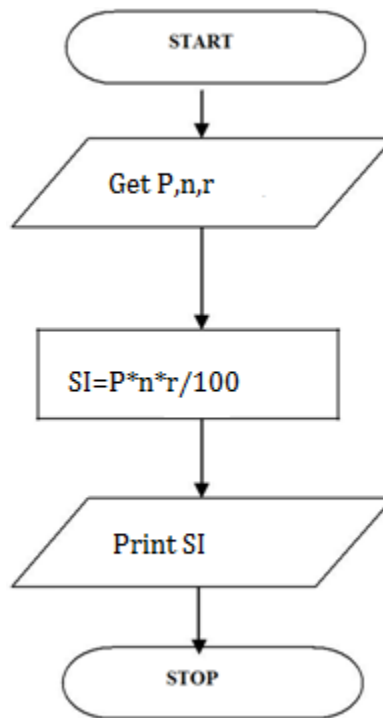 START
Get P,n,r
SI=P*n*r/100
Print SI
STOP